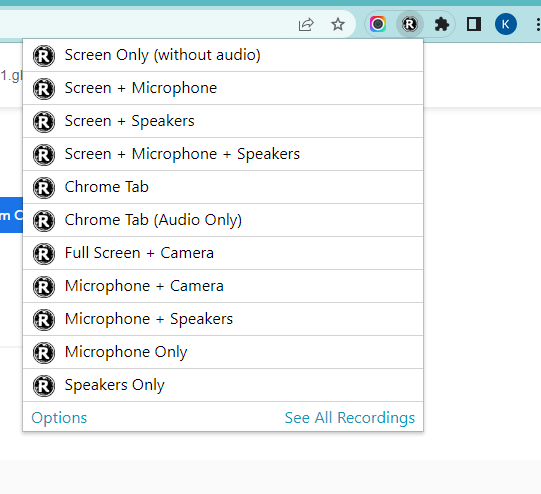 K
1.gl
R Screen Only (without audio)
R Screen + Microphone
R Screen + Speakers
R Screen + Microphone + Speakers
m C
R Chrome Tab
R Chrome Tab (Audio Only)
R Full Screen + Camera
R Microphone + Camera
R Microphone + Speakers
R Microphone Only
R Speakers Only
Options See All Recordings